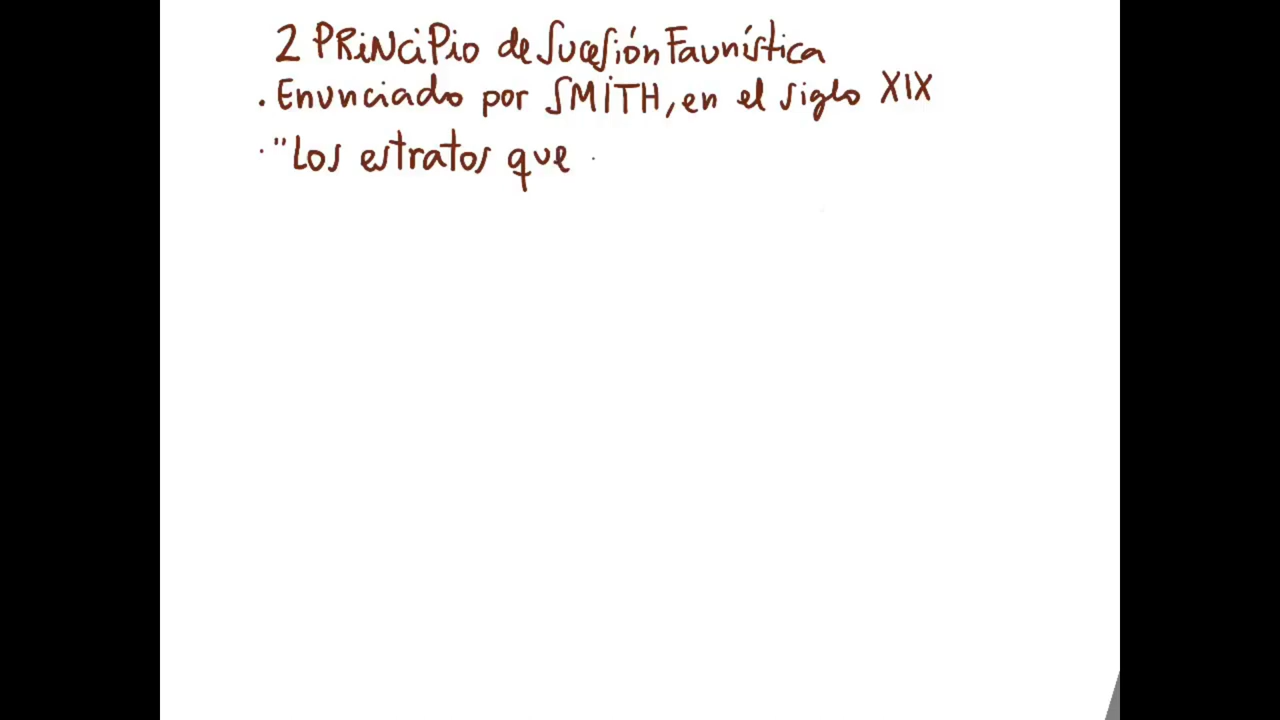 2 PRiNCiPio de Sucesión Faunística
. Enunciado por SMITH, en el siglo XIX
. "Los estratos que